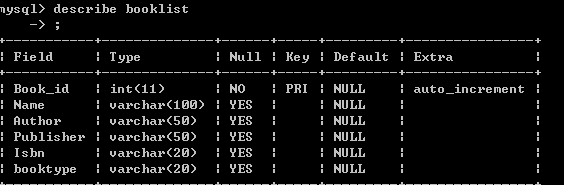 mysql> describe booklist
    -> ;
+-----------+--------------+------+-----+---------+----------------+
| Field     | Type         | Null | Key | Default | Extra          |
+-----------+--------------+------+-----+---------+----------------+
| Book_id   | int(11)      | NO   | PRI | NULL    | auto_increment |
| Name      | varchar(100) | YES  |     | NULL    |                |
| Author    | varchar(50)  | YES  |     | NULL    |                |
| Publisher | varchar(50)  | YES  |     | NULL    |                |
| Isbn      | varchar(20)  | YES  |     | NULL    |                |
| booktype  | varchar(20)  | YES  |     | NULL    |                |
+-----------+--------------+------+-----+---------+----------------+